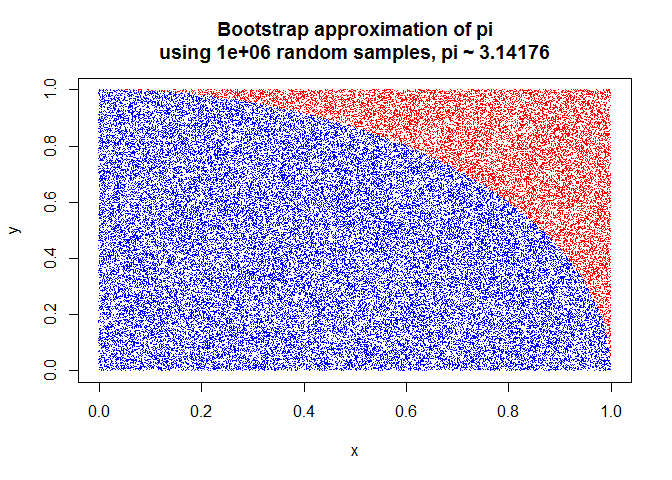 Bootstrap approximation of pi
using 1e+06 random samples, pi ~ 3.14176
y
1.0
0.8
0.6
0.4
0.2
0.0
0.0 0.2 0.4 0.6 0.8 1.0
x